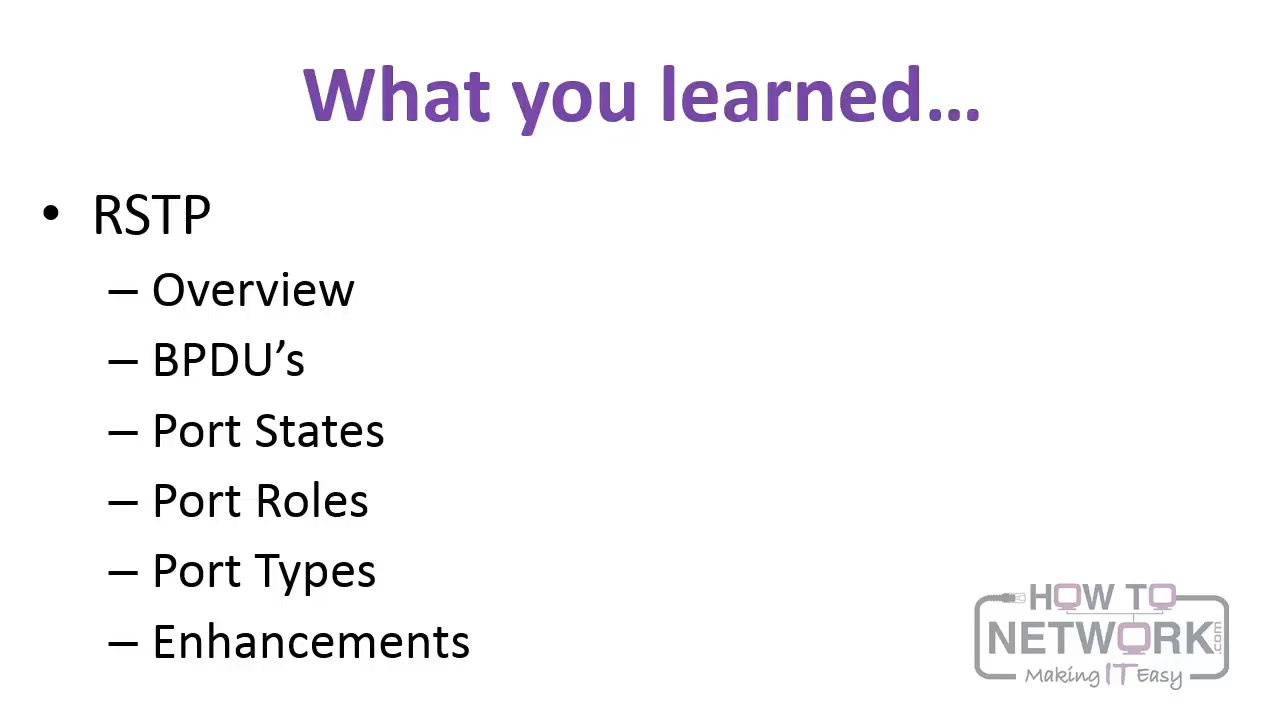 What you learned...
• RSTP
– Overview
– BPDU’s
– Port States
– Port Roles
– Port Types
– Enhancements
HOW TO
NETWORK.com
Making IT Easy